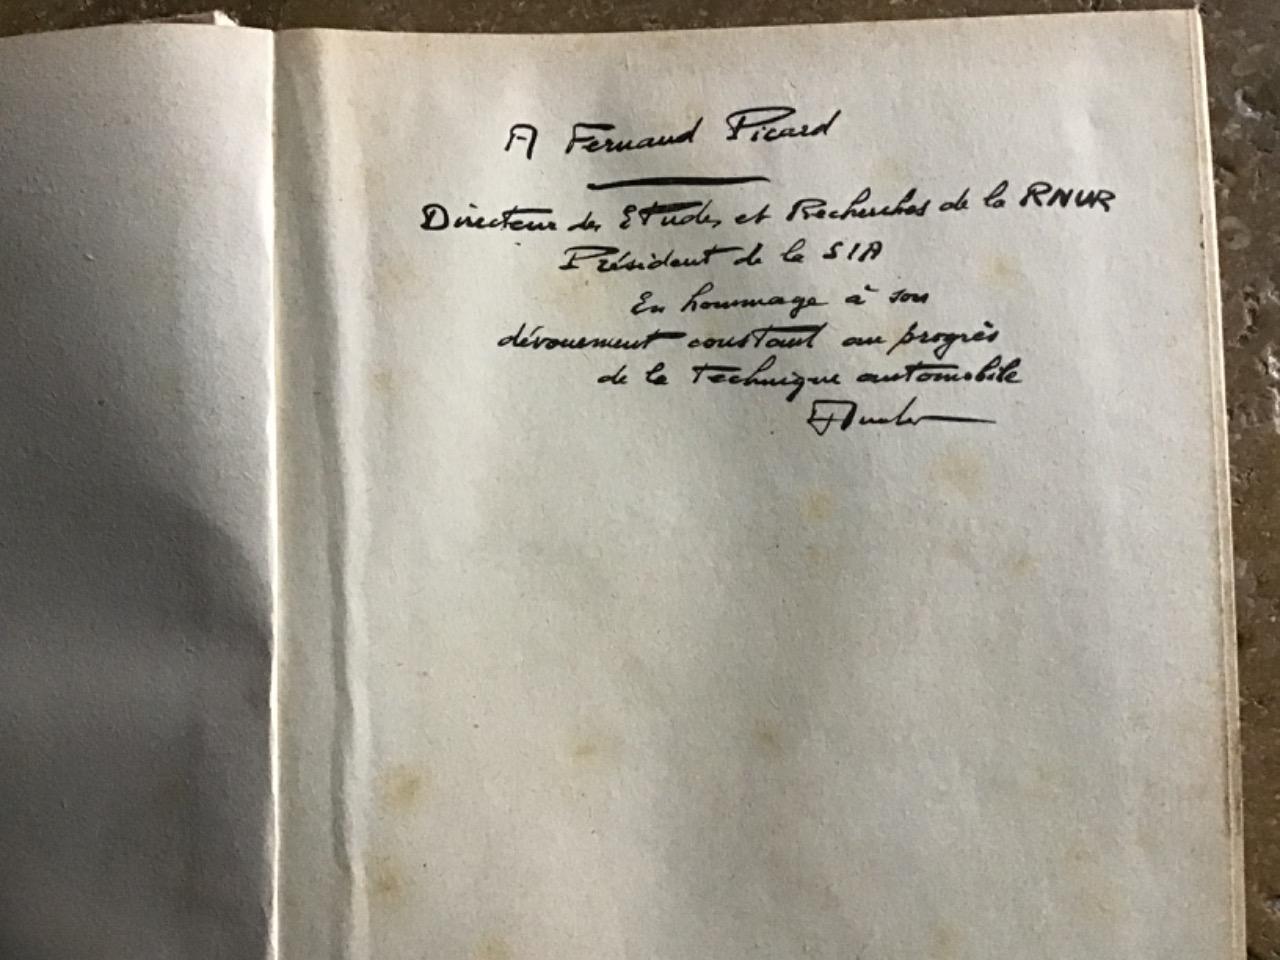 A Fernand Picard
Directeur des Etudes et Recherches de la RNUR
Président de la SIA
En hommage à son
dévouement constant au progrès
de la Technique automobile